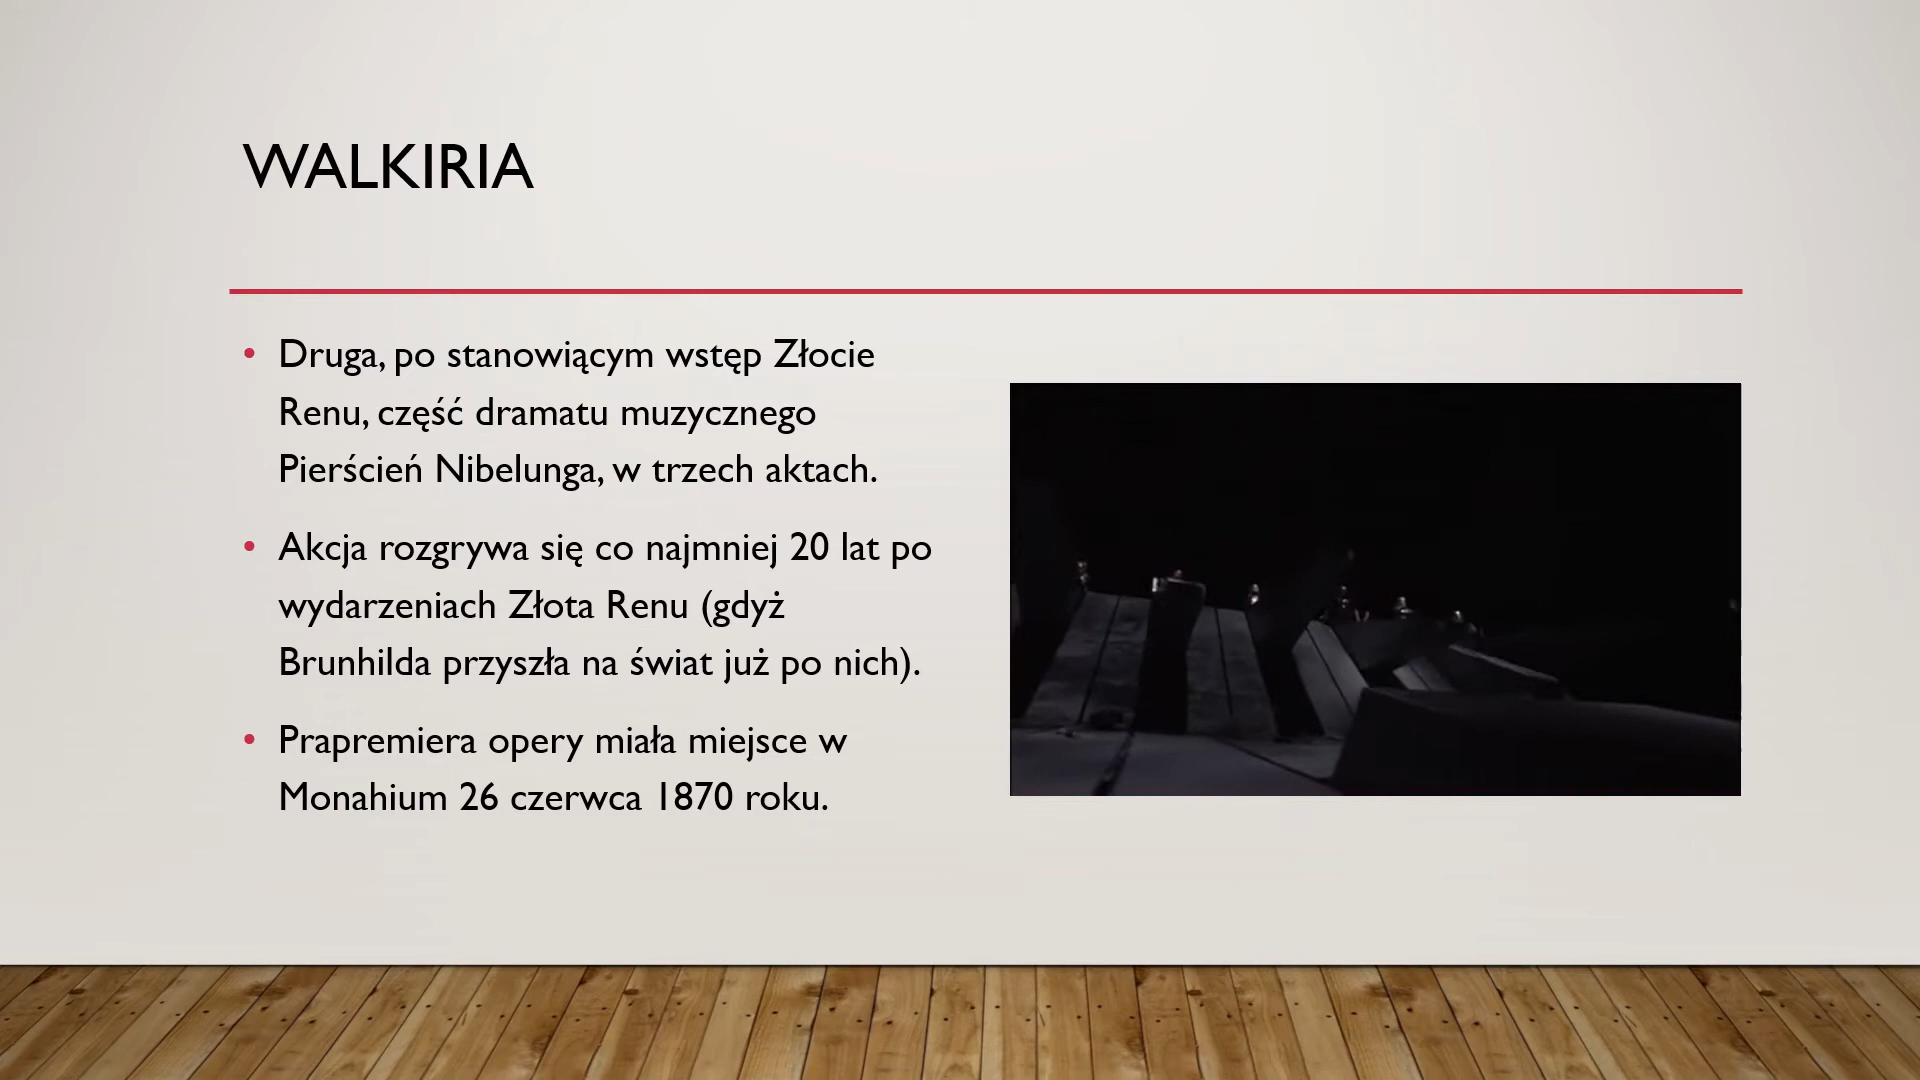 WALKIRIA
• Druga, po stanowiącym wstęp Złocie
Renu, część dramatu muzycznego
Pierścień Nibelunga, w trzech aktach.
• Akcja rozgrywa się co najmniej 20 lat po
wydarzeniach Złota Renu (gdyż
Brunhilda przyszła na świat już po nich).
• Prapremiera opery miała miejsce w
Monahium 26 czerwca 1870 roku.